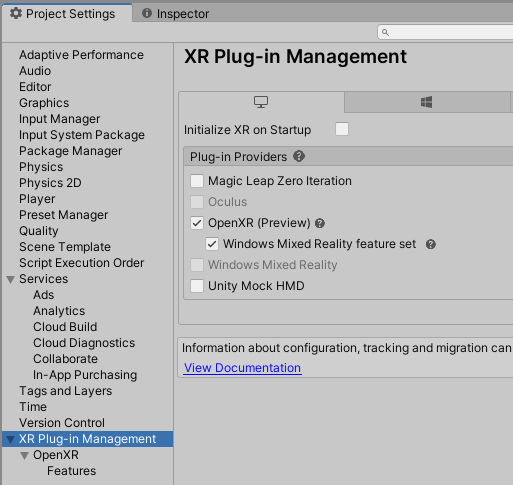 Project Settings
Inspector
Adaptive Performance
Audio
Editor
Graphics
Input Manager
Input System Package
Package Manager
Physics
Physics 2D
Player
Preset Manager
Quality
Scene Template
Script Execution Order
Services
Ads
Analytics
Cloud Build
Cloud Diagnostics
Collaborate
In-App Purchasing
Tags and Layers
Time
Version Control
XR Plug-in Management
OpenXR
Features
XR Plug-in Management
Initialize XR on Startup
Plug-in Providers ?
Magic Leap Zero Iteration
Oculus
OpenXR (Preview) ?
Windows Mixed Reality feature set ?
Windows Mixed Reality
Unity Mock HMD
Information about configuration, tracking and migration can
View Documentation